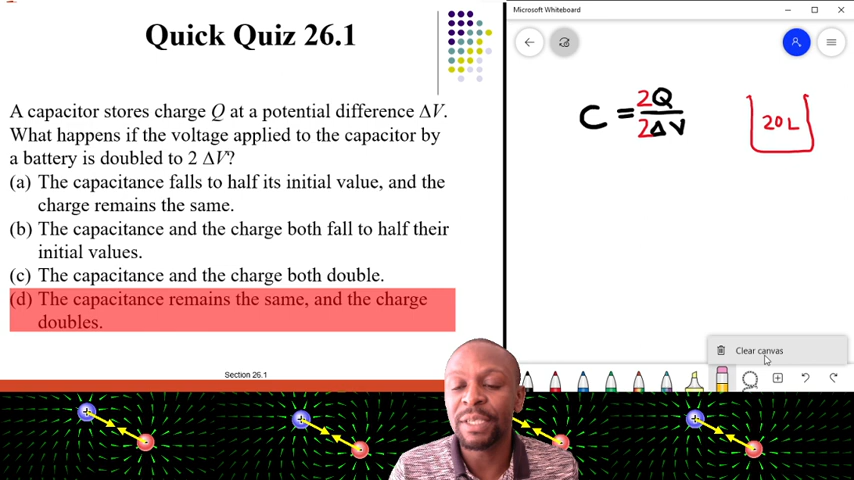 Quick Quiz 26.1
A capacitor stores charge Q at a potential difference ΔV.
What happens if the voltage applied to the capacitor by
a battery is doubled to 2 ΔV?
(a) The capacitance falls to half its initial value, and the
charge remains the same.
(b) The capacitance and the charge both fall to half their
initial values.
(c) The capacitance and the charge both double.
(d) The capacitance remains the same, and the charge
doubles.
Section 26.1
Microsoft Whiteboard
C = 2Q
2ΔV
20L
Clear canvas